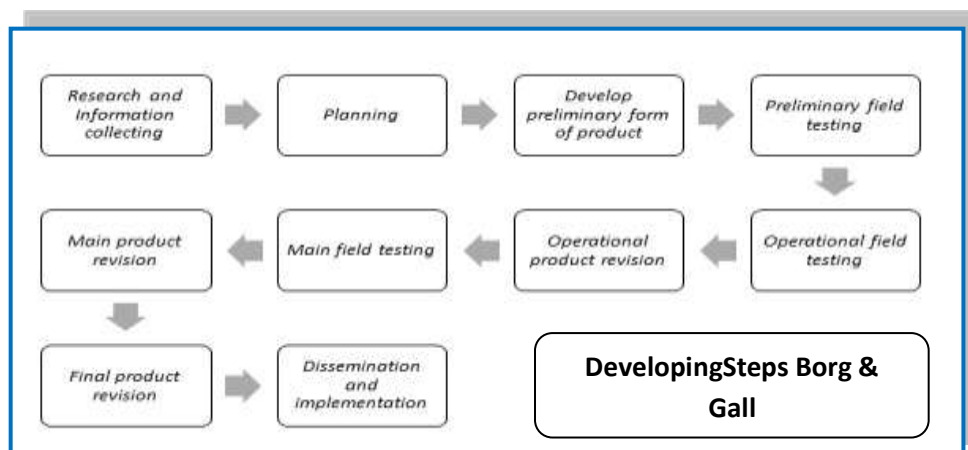 Research and
Information
collecting
Planning
Develop
preliminary form
of product
Preliminary field
testing
Operational field
testing
Operational
product revision
Main field testing
Main product
revision
Final product
revision
Dissemination
and
implementation
DevelopingSteps Borg &
Gall